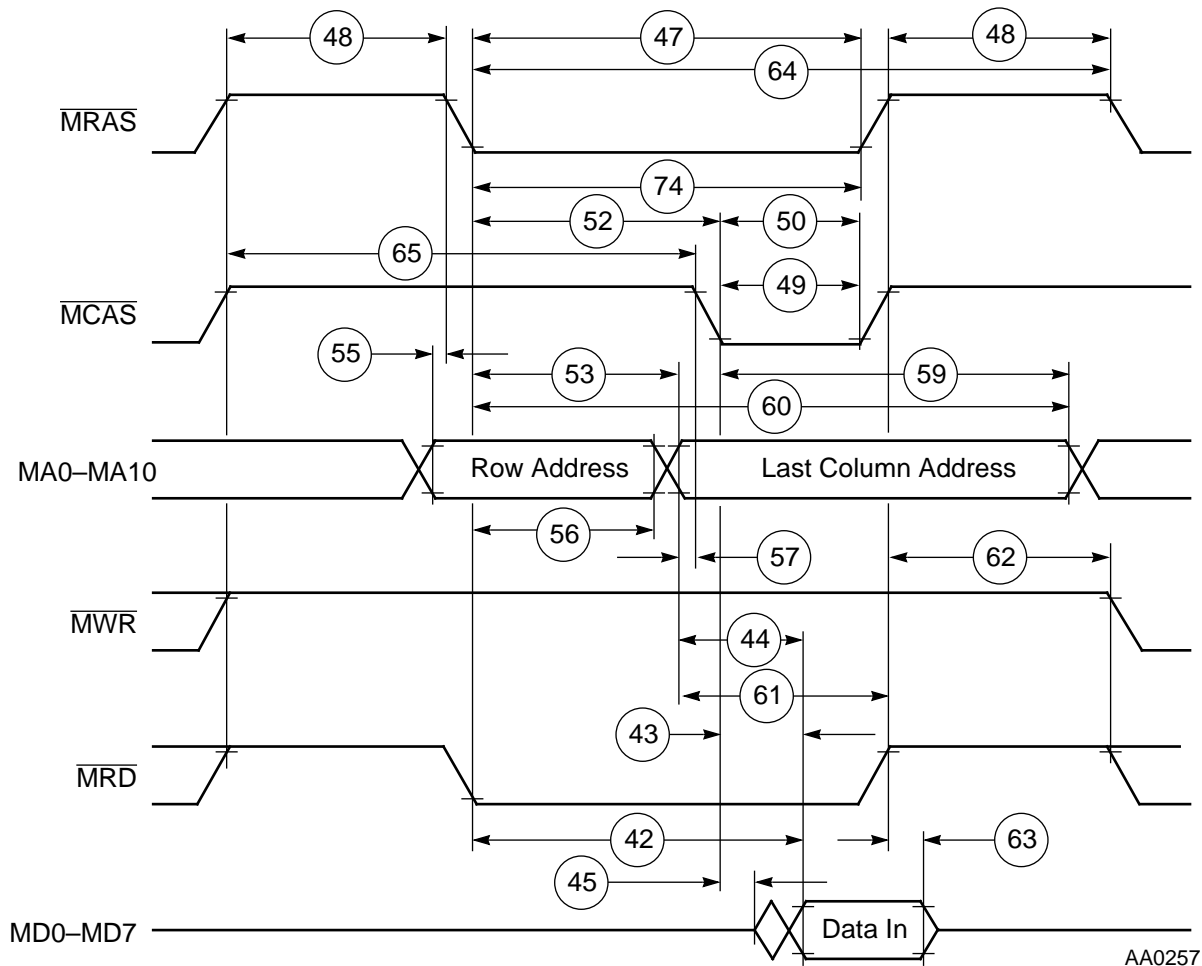 48 47 48
64
MRAS
74
52 50
65
49
MCAS
55
53 59
60
MA0–MA10 Row Address Last Column Address
56
57 62
MWR
44
61
43
MRD
42 63
45
MD0–MD7 Data In
AA0257